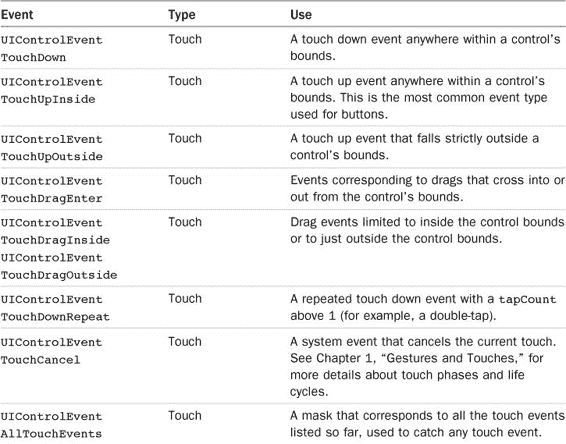 Event Type Use
UIControlEvent Touch A touch down event anywhere within a control's
TouchDown bounds.
UIControlEvent Touch A touch up event anywhere within a control's
TouchUpInside bounds. This is the most common event type
used for buttons.
UIControlEvent Touch A touch up event that falls strictly outside a
TouchUpOutside control's bounds.
UIControlEvent Touch Events corresponding to drags that cross into or
TouchDragEnter out from the control's bounds.
UIControlEvent Touch Drag events limited to inside the control bounds
TouchDragInside or to just outside the control bounds.
UIControlEvent
TouchDragOutside
UIControlEvent Touch A repeated touch down event with a tapCount
TouchDownRepeat above 1 (for example, a double-tap).
UIControlEvent Touch A system event that cancels the current touch.
TouchCancel See Chapter 1, “Gestures and Touches,” for
more details about touch phases and life
cycles.
UIControlEvent Touch A mask that corresponds to all the touch events
AllTouchEvents listed so far, used to catch any touch event.